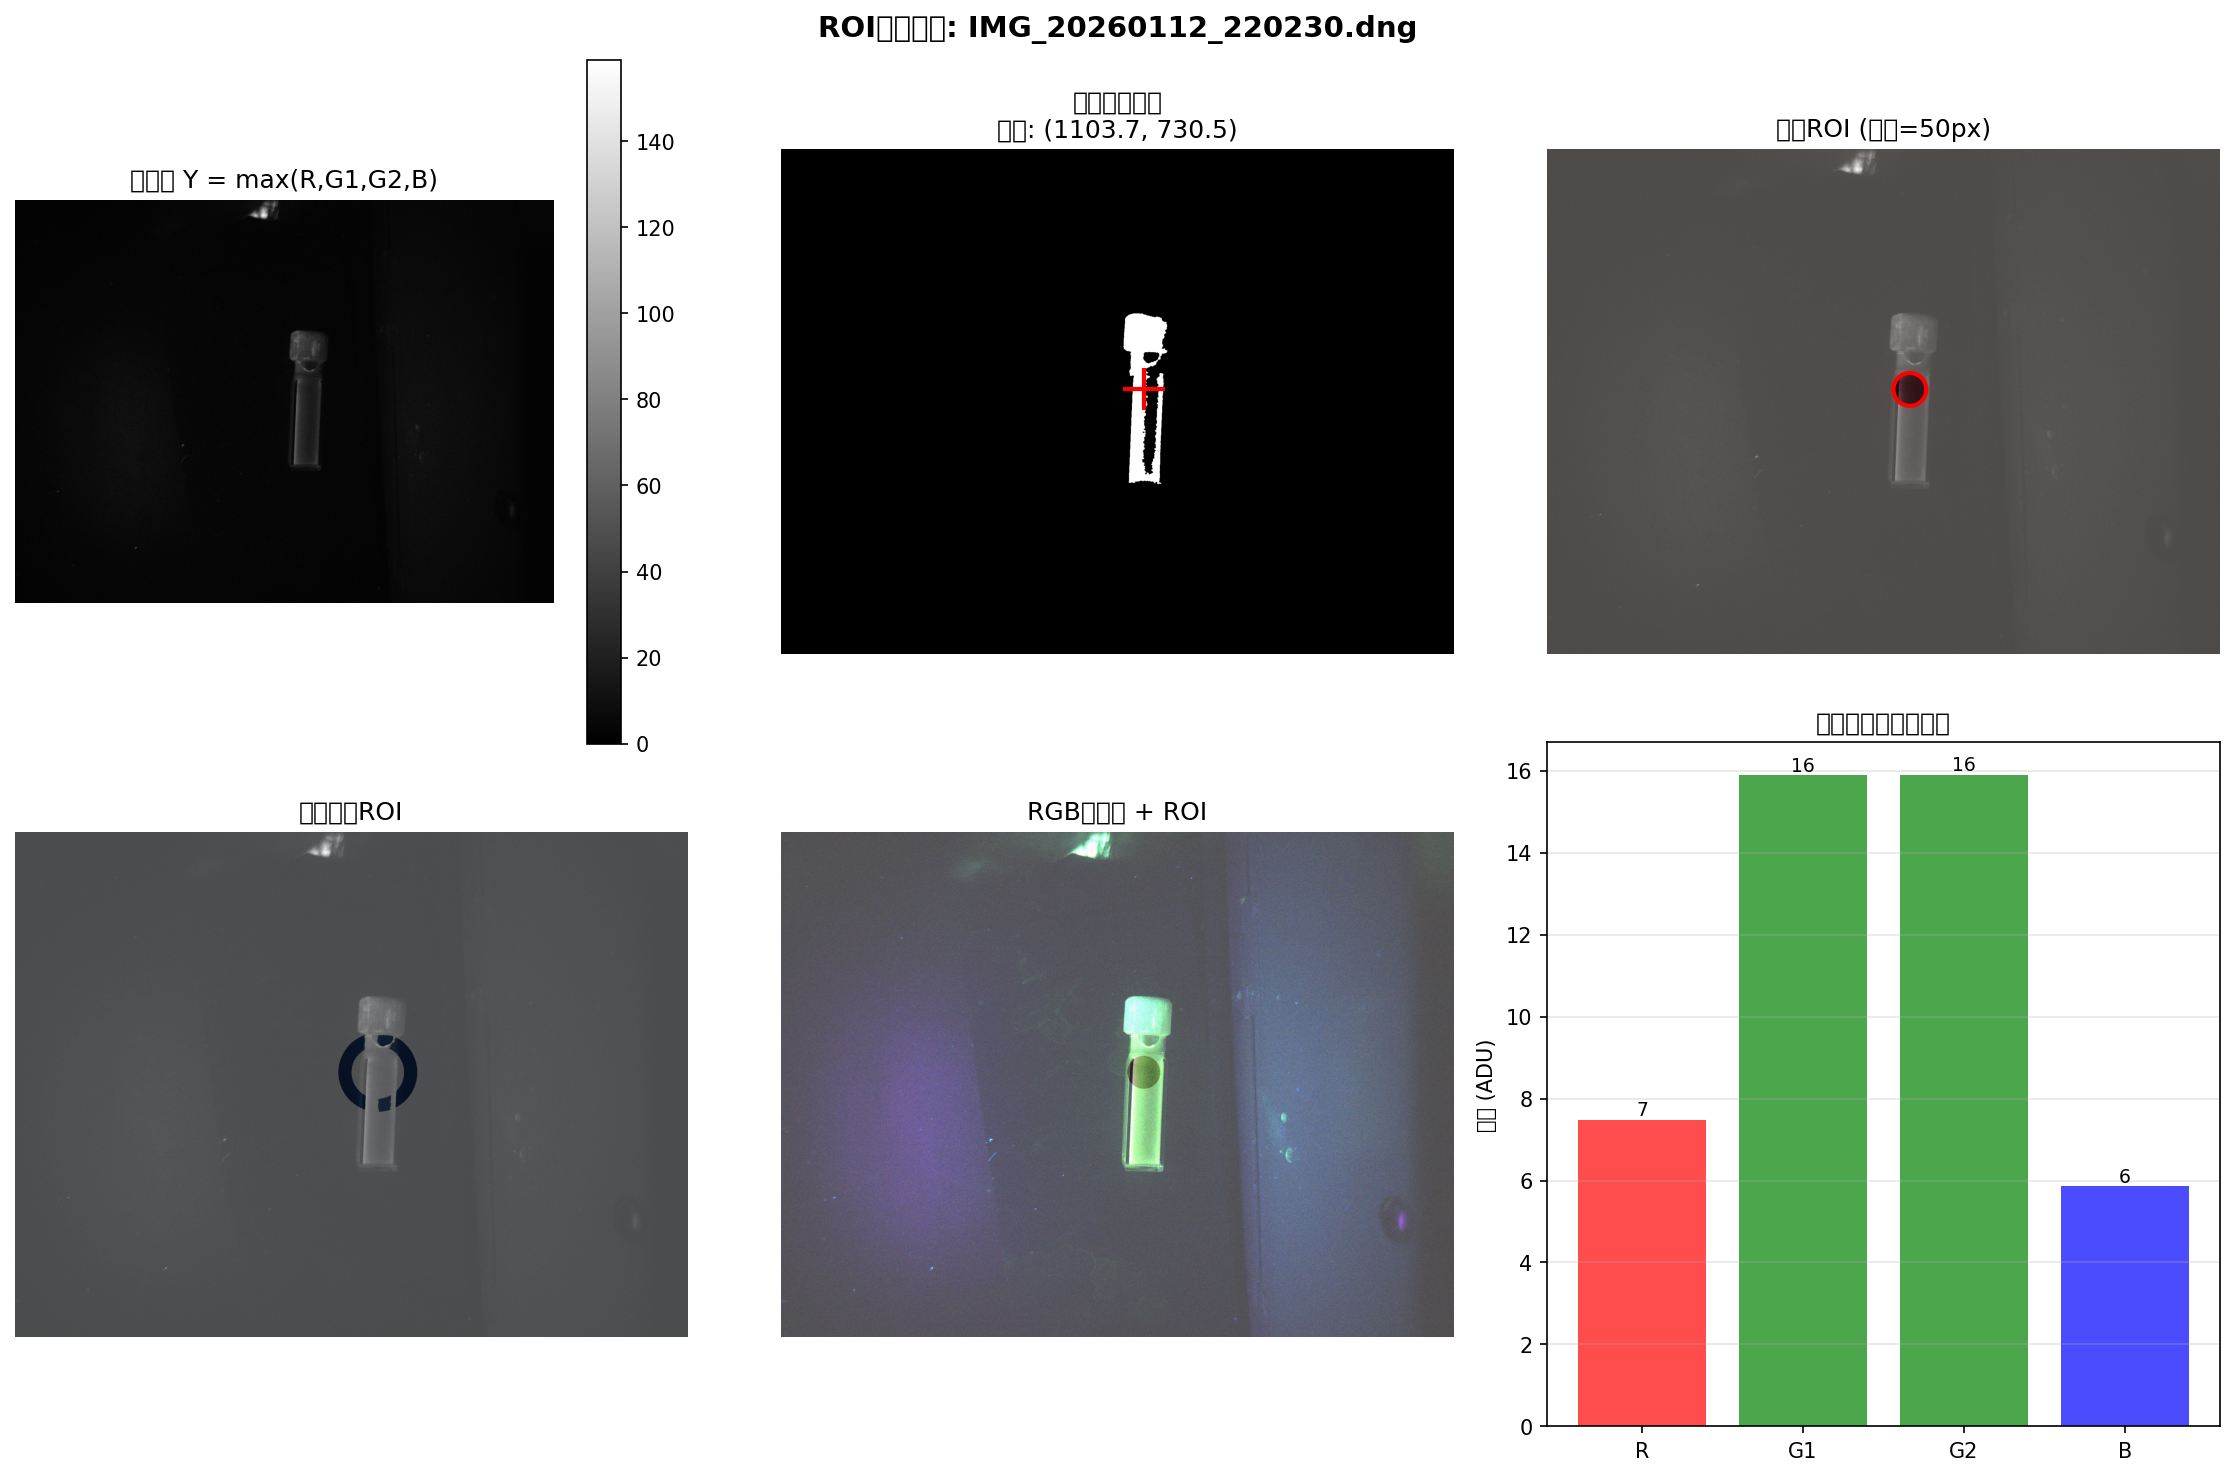 ROI: IMG_20260112_220230.dng
Y = max(R,G1,G2,B)
140
120
100
80
60
40
20
0
: (1103.7, 730.5)
ROI (=50px)
ROI
RGB + ROI
(ADU)
16
14
12
10
8
6
4
2
0
7
16
16
6
R
G1
G2
B